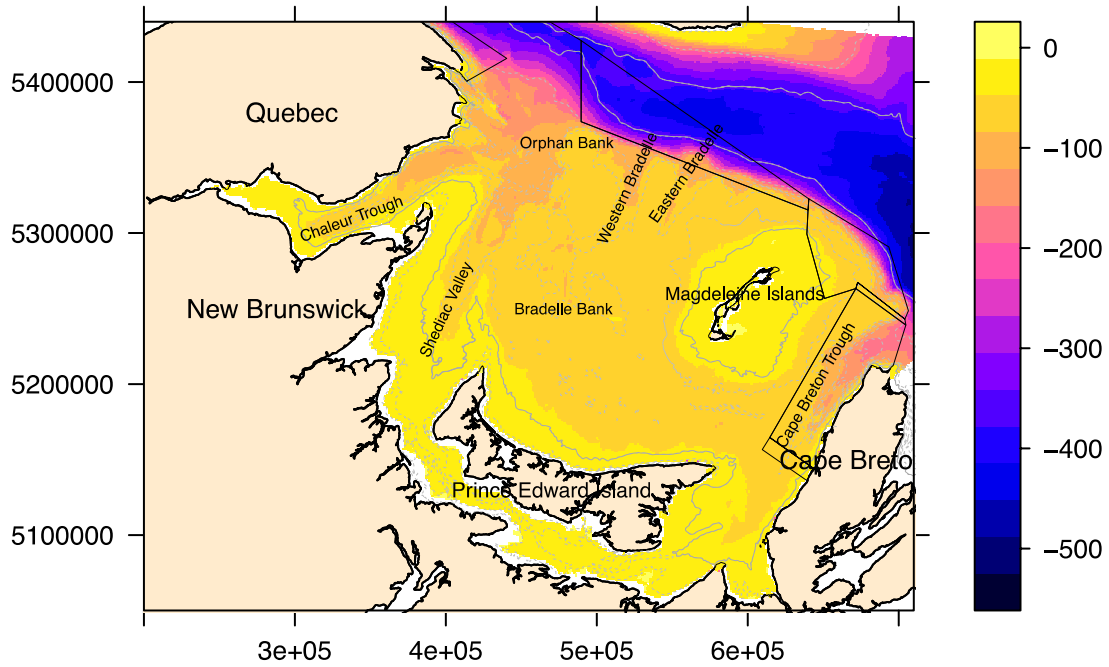 5400000
5300000
5200000
5100000
Quebec
Orphan Bank
Western Bradelle
Eastern Bradelle
Chaleur Trough
New Brunswick
Shediac Valley
Bradelle Bank
Magdeleine Islands
Cape Breton Trough
Cape Breto
Prince Edward Island
3e+05
4e+05
5e+05
6e+05
0
−100
−200
−300
−400
−500